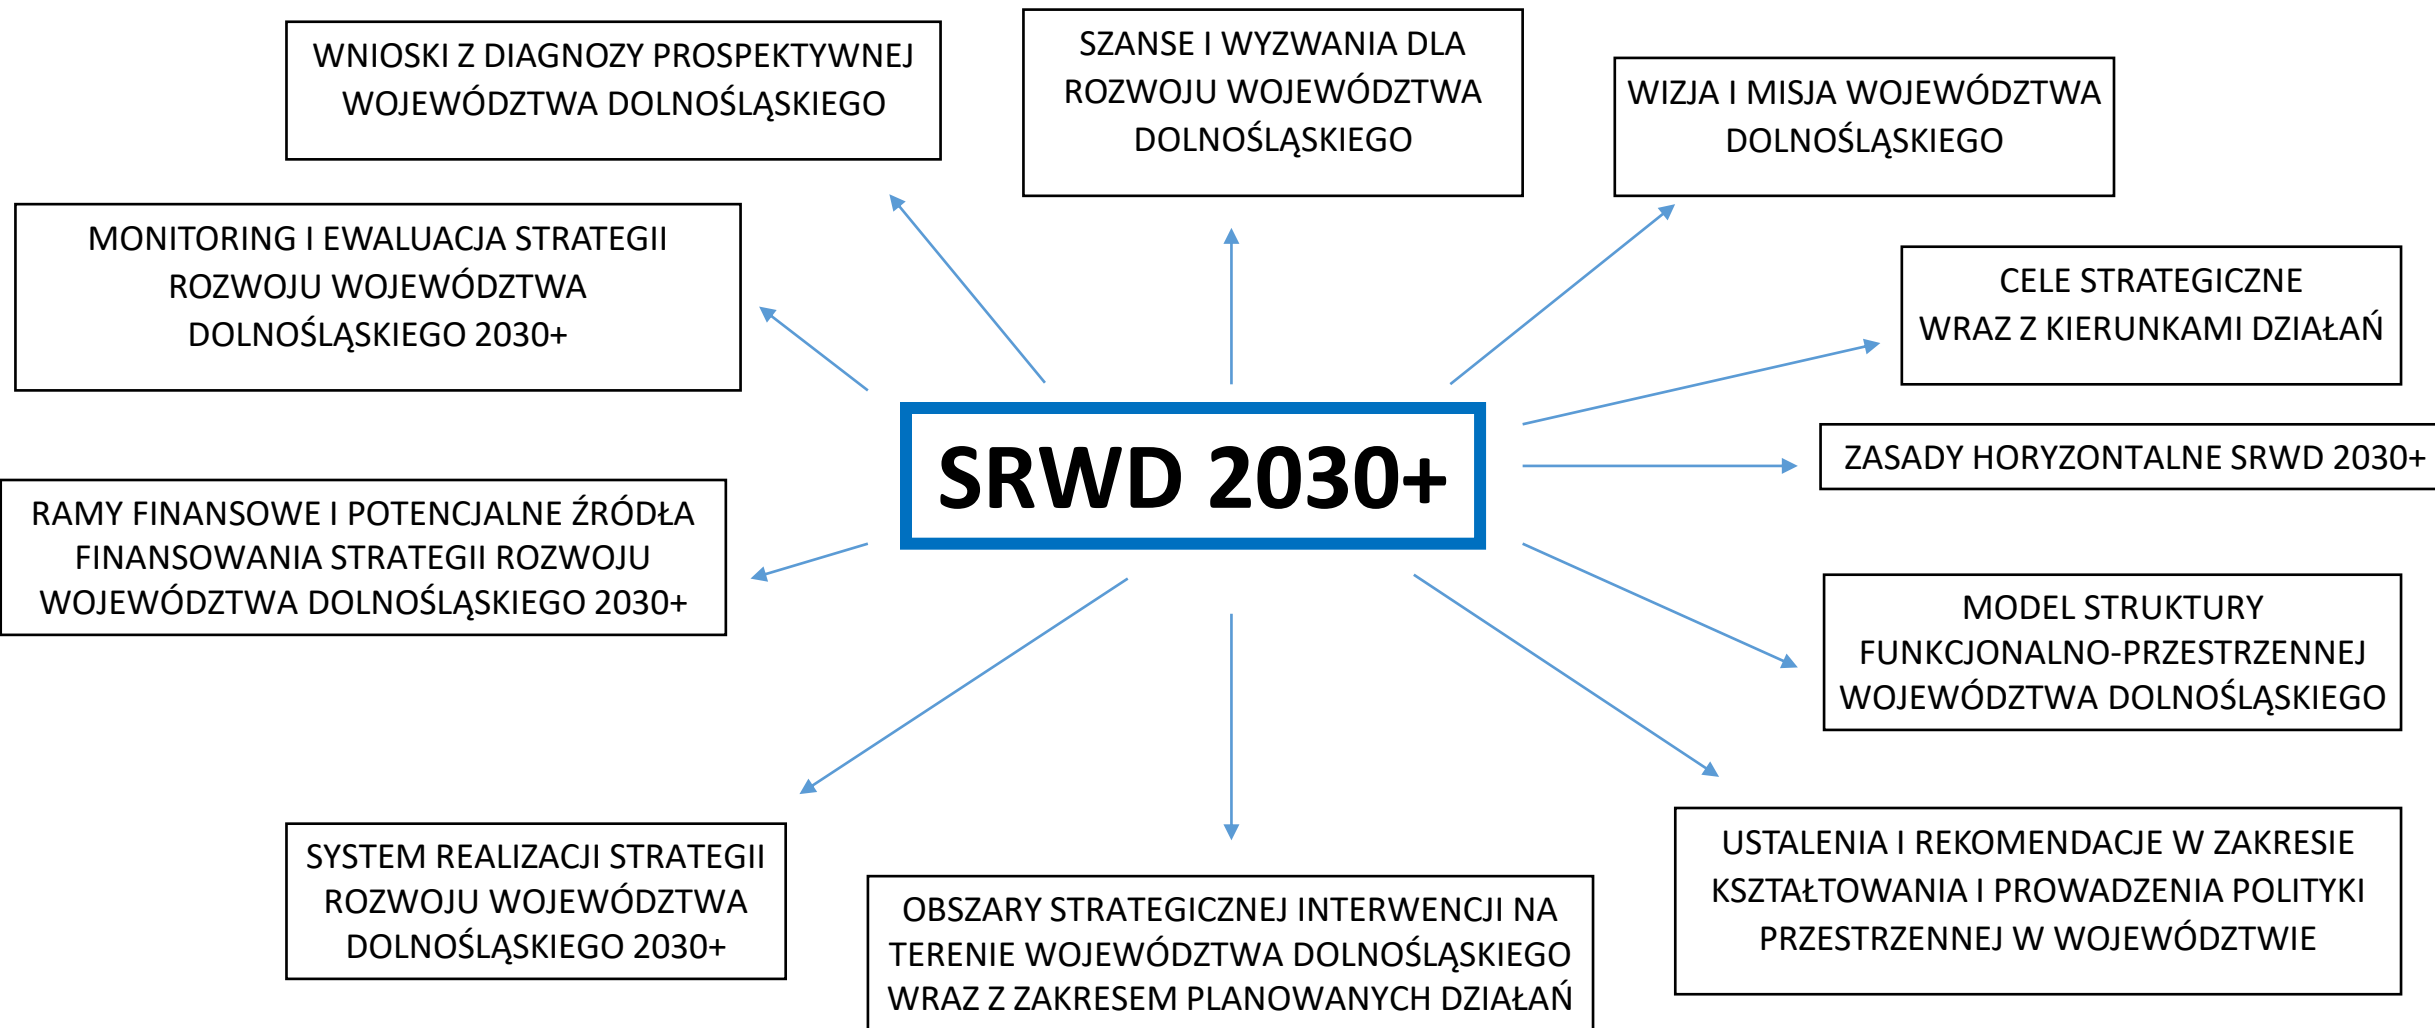 WNIOSKI Z DIAGNOZY PROSPEKTYWNEJ
WOJEWÓDZTWA DOLNOŚLĄSKIEGO
SZANSE I WYZWANIA DLA
ROZWOJU WOJEWÓDZTWA
DOLNOŚLĄSKIEGO
WIZJA I MISJA WOJEWÓDZTWA
DOLNOŚLĄSKIEGO
MONITORING I EWALUACJA STRATEGII
ROZWOJU WOJEWÓDZTWA
DOLNOŚLĄSKIEGO 2030+
CELE STRATEGICZNE
WRAZ Z KIERUNKAMI DZIAŁAŃ
SRWD 2030+
ZASADY HORYZONTALNE SRWD 2030+
RAMY FINANSOWE I POTENCJALNE ŹRÓDŁA
FINANSOWANIA STRATEGII ROZWOJU
WOJEWÓDZTWA DOLNOŚLĄSKIEGO 2030+
MODEL STRUKTURY
FUNKCJONALNO-PRZESTRZENNEJ
WOJEWÓDZTWA DOLNOŚLĄSKIEGO
SYSTEM REALIZACJI STRATEGII
ROZWOJU WOJEWÓDZTWA
DOLNOŚLĄSKIEGO 2030+
OBSZARY STRATEGICZNEJ INTERWENCJI NA
TERENIE WOJEWÓDZTWA DOLNOŚLĄSKIEGO
WRAZ Z ZAKRESEM PLANOWANYCH DZIAŁAŃ
USTALENIA I REKOMENDACJE W ZAKRESIE
KSZTAŁTOWANIA I PROWADZENIA POLITYKI
PRZESTRZENNEJ W WOJEWÓDZTWIE